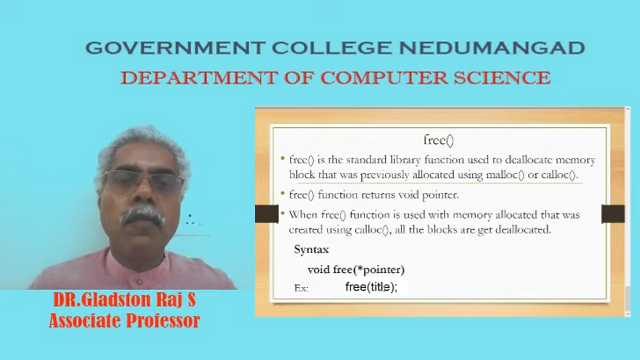 GOVERNMENT COLLEGE NEDUMANGAD
DEPARTMENT OF COMPUTER SCIENCE
free()
• free() is the standard library function used to deallocate memory
block that was previously allocated using malloc() or calloc().
• free() function returns void pointer.
• When free() function is used with memory allocated that was
created using calloc(), all the blocks are get deallocated.
Syntax
void free(*pointer)
Ex: free(title);
DR.Gladston Raj S
Associate Professor